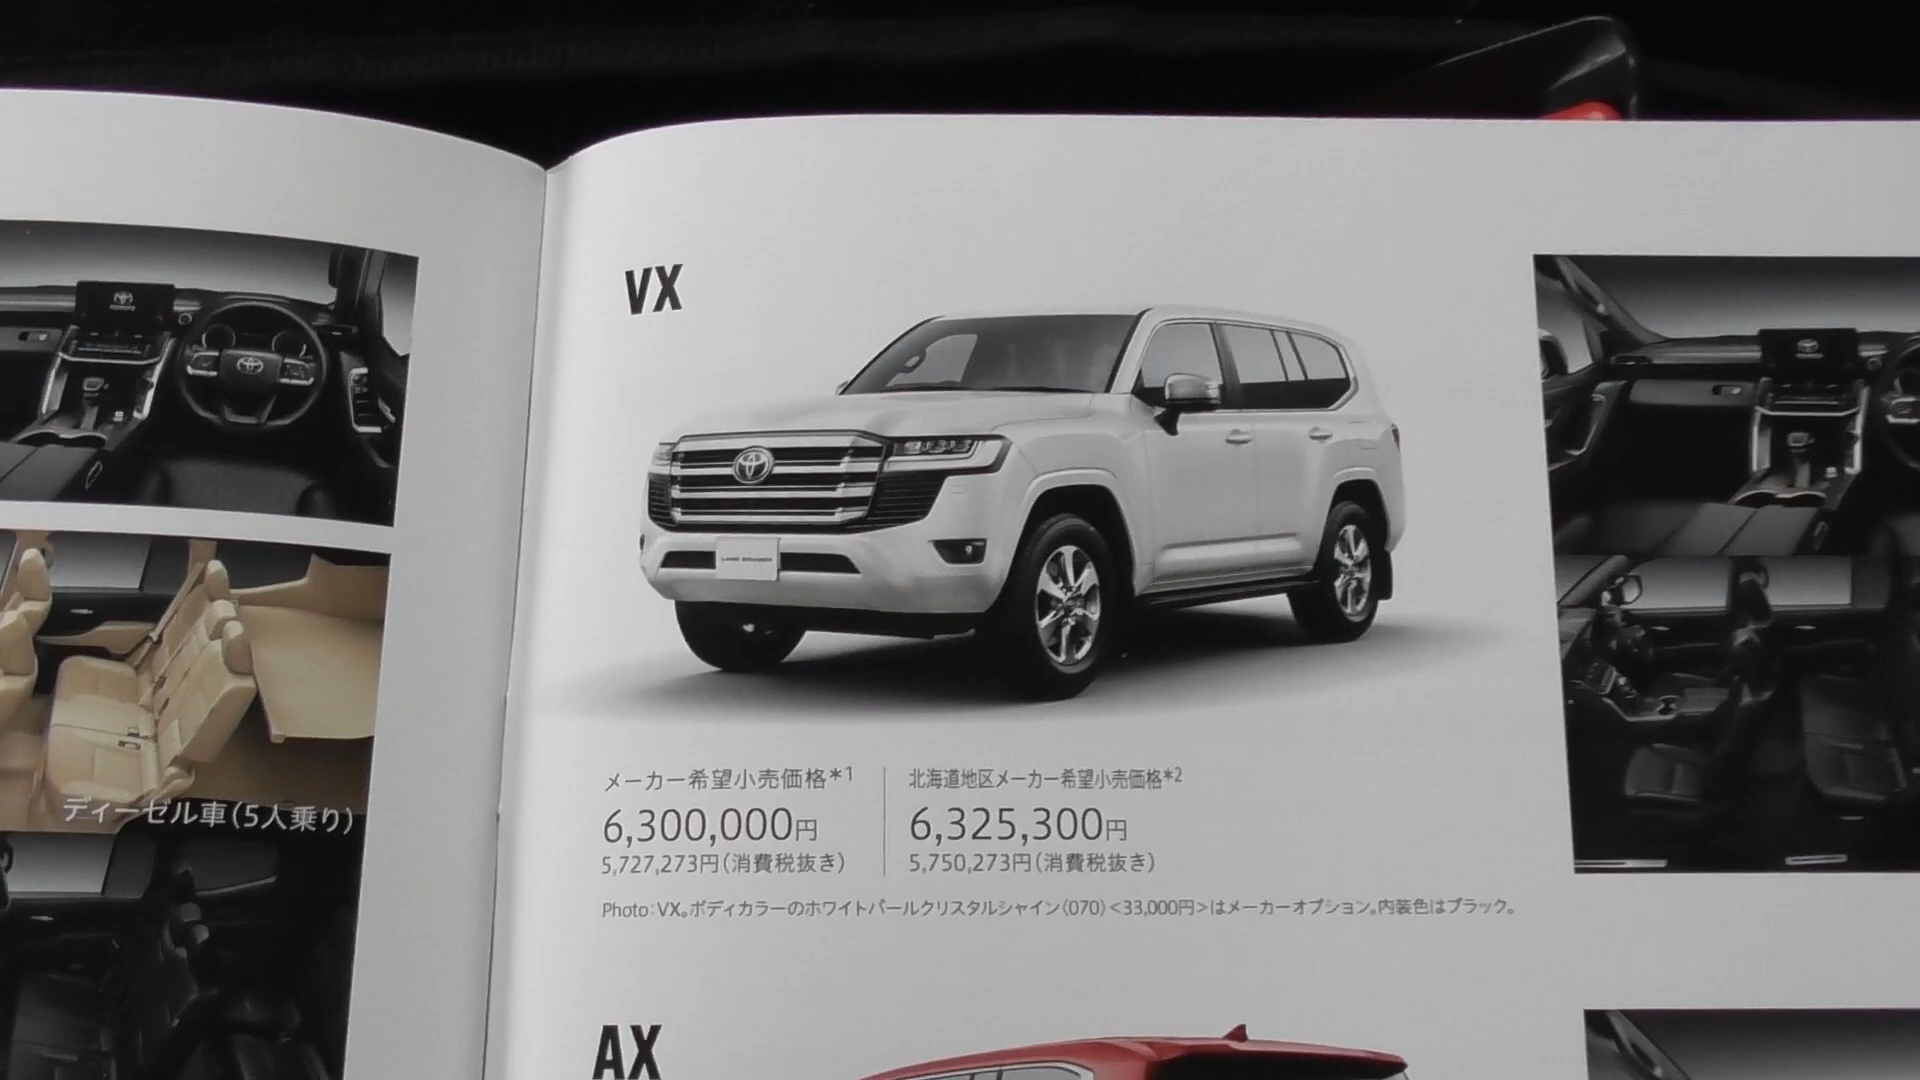 ディーゼル車(5人乗り)
VX
LAND CRUISER
メーカー希望小売価格*1
6,300,000円
5,727,273円(消費税抜き)
北海道地区メーカー希望小売価格*2
6,325,300円
5,750,273円(消費税抜き)
Photo:VX。ボディカラーのホワイトパールクリスタルシャイン〈070〉<33,000円>はメーカーオプション。内装色はブラック。
AX